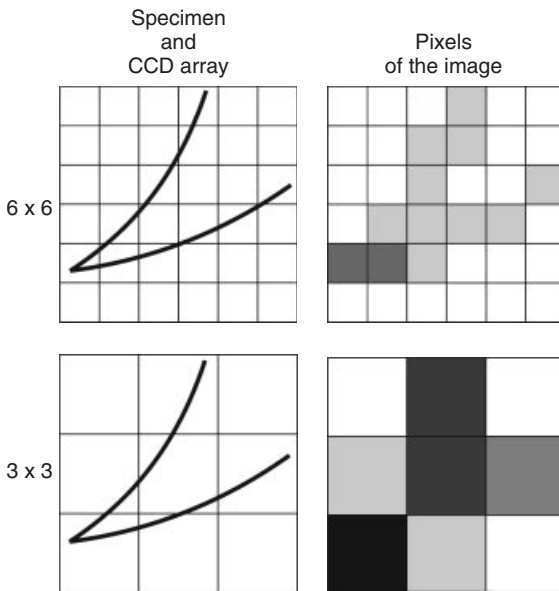 Specimen
and
CCD array
Pixels
of the image
6 x 6
3 x 3